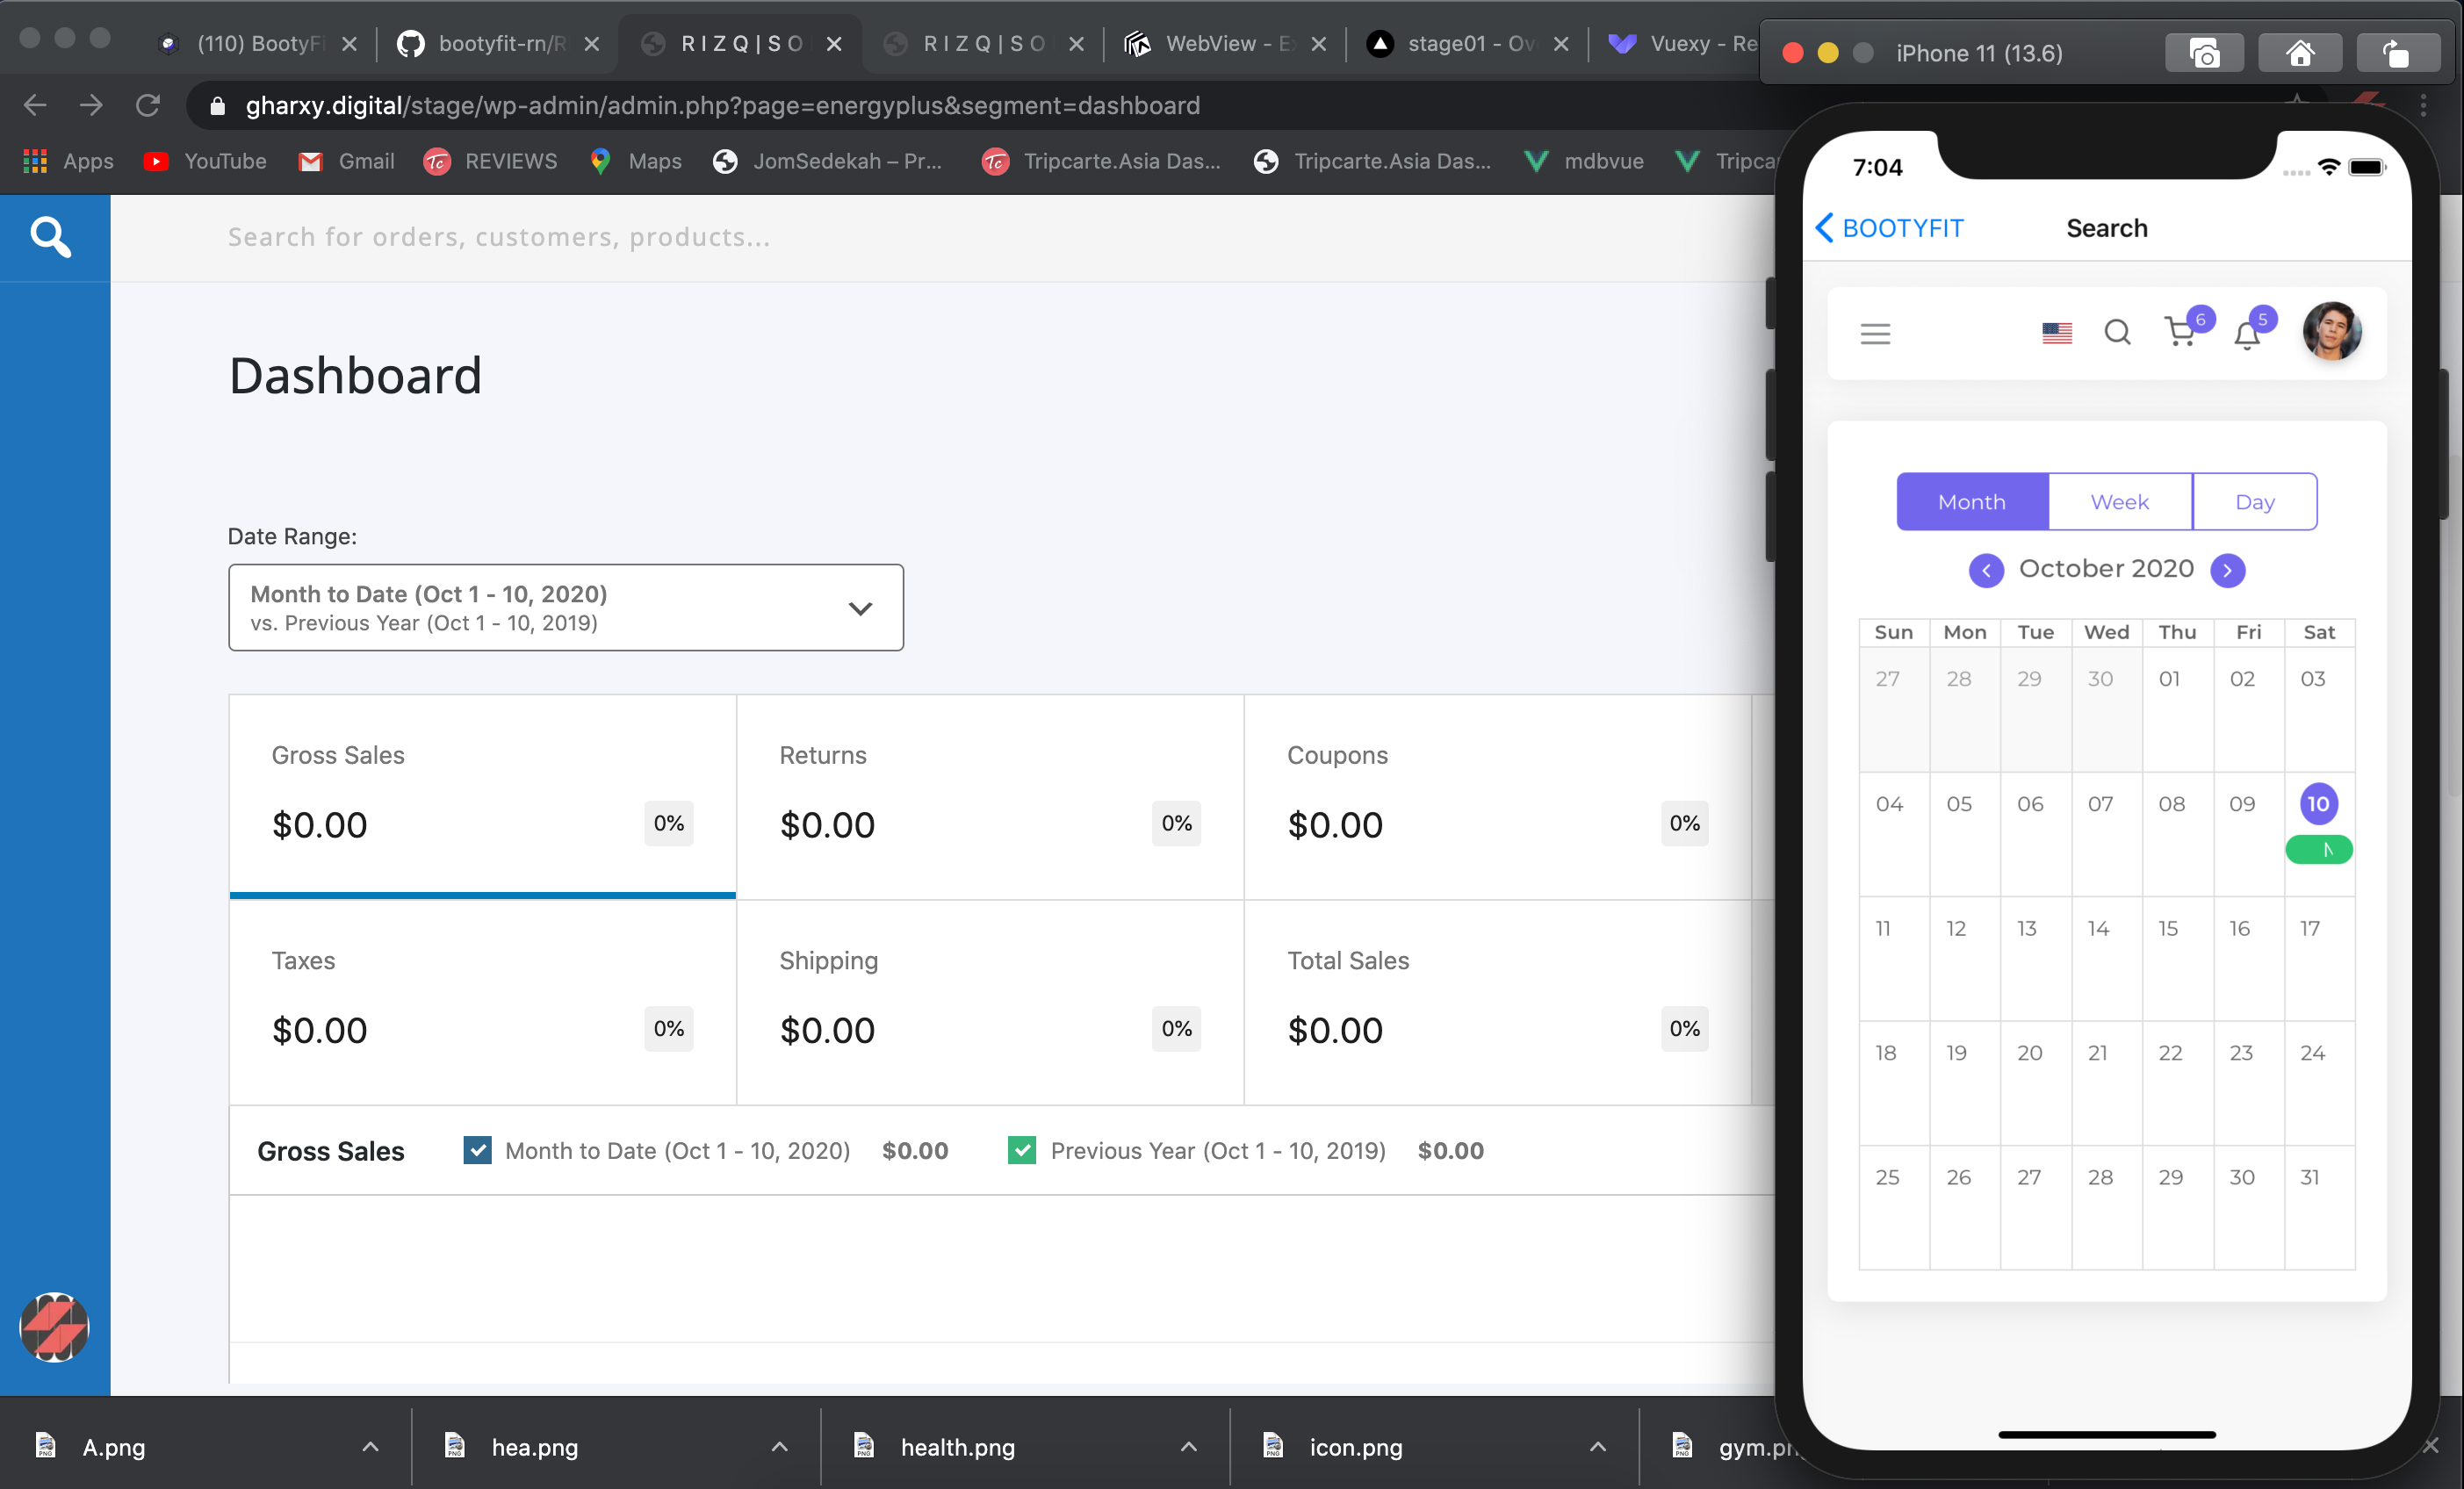 (110) BootyFi
bootyfit-rn/R
R I Z Q | S O
R I Z Q | S O
WebView - E
stage01 - Ov
Vuexy - Re
gharxy.digital/stage/wp-admin/admin.php?page=energyplus&segment=dashboard
Apps
YouTube
Gmail
REVIEWS
Maps
JomSedekah – Pr...
Tripcarte.Asia Das...
Tripcarte.Asia Das...
mdbvue
Tripca
Search for orders, customers, products...
Dashboard
Date Range:
Month to Date (Oct 1 - 10, 2020)
vs. Previous Year (Oct 1 - 10, 2019)
Gross Sales
$0.00 0%
Returns
$0.00 0%
Coupons
$0.00 0%
Taxes
$0.00 0%
Shipping
$0.00 0%
Total Sales
$0.00 0%
Gross Sales Month to Date (Oct 1 - 10, 2020) $0.00 Previous Year (Oct 1 - 10, 2019) $0.00
A.png
hea.png
health.png
icon.png
gym.pn
iPhone 11 (13.6)
7:04
BOOTYFIT Search
6 5
Month Week Day
October 2020
Sun Mon Tue Wed Thu Fri Sat
27 28 29 30 01 02 03
04 05 06 07 08 09 10
11 12 13 14 15 16 17
18 19 20 21 22 23 24
25 26 27 28 29 30 31